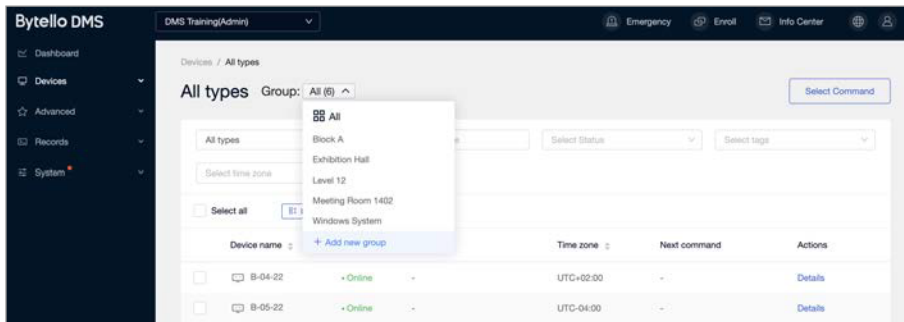 Bytello DMS
DMS Training(Admin)
Emergency
Enroll
Info Center
Dashboard
Devices
Advanced
Records
System
Devices / All types
All types Group: All (6)
Select Command
All
Block A
Exhibition Hall
Level 12
Meeting Room 1402
Windows System
+ Add new group
All types
Select Status
Select tags
Select time zone
Select all
Device name
Time zone
Next command
Actions
B-04-22 • Online - UTC+02:00 - Details
B-05-22 • Online - UTC-04:00 - Details